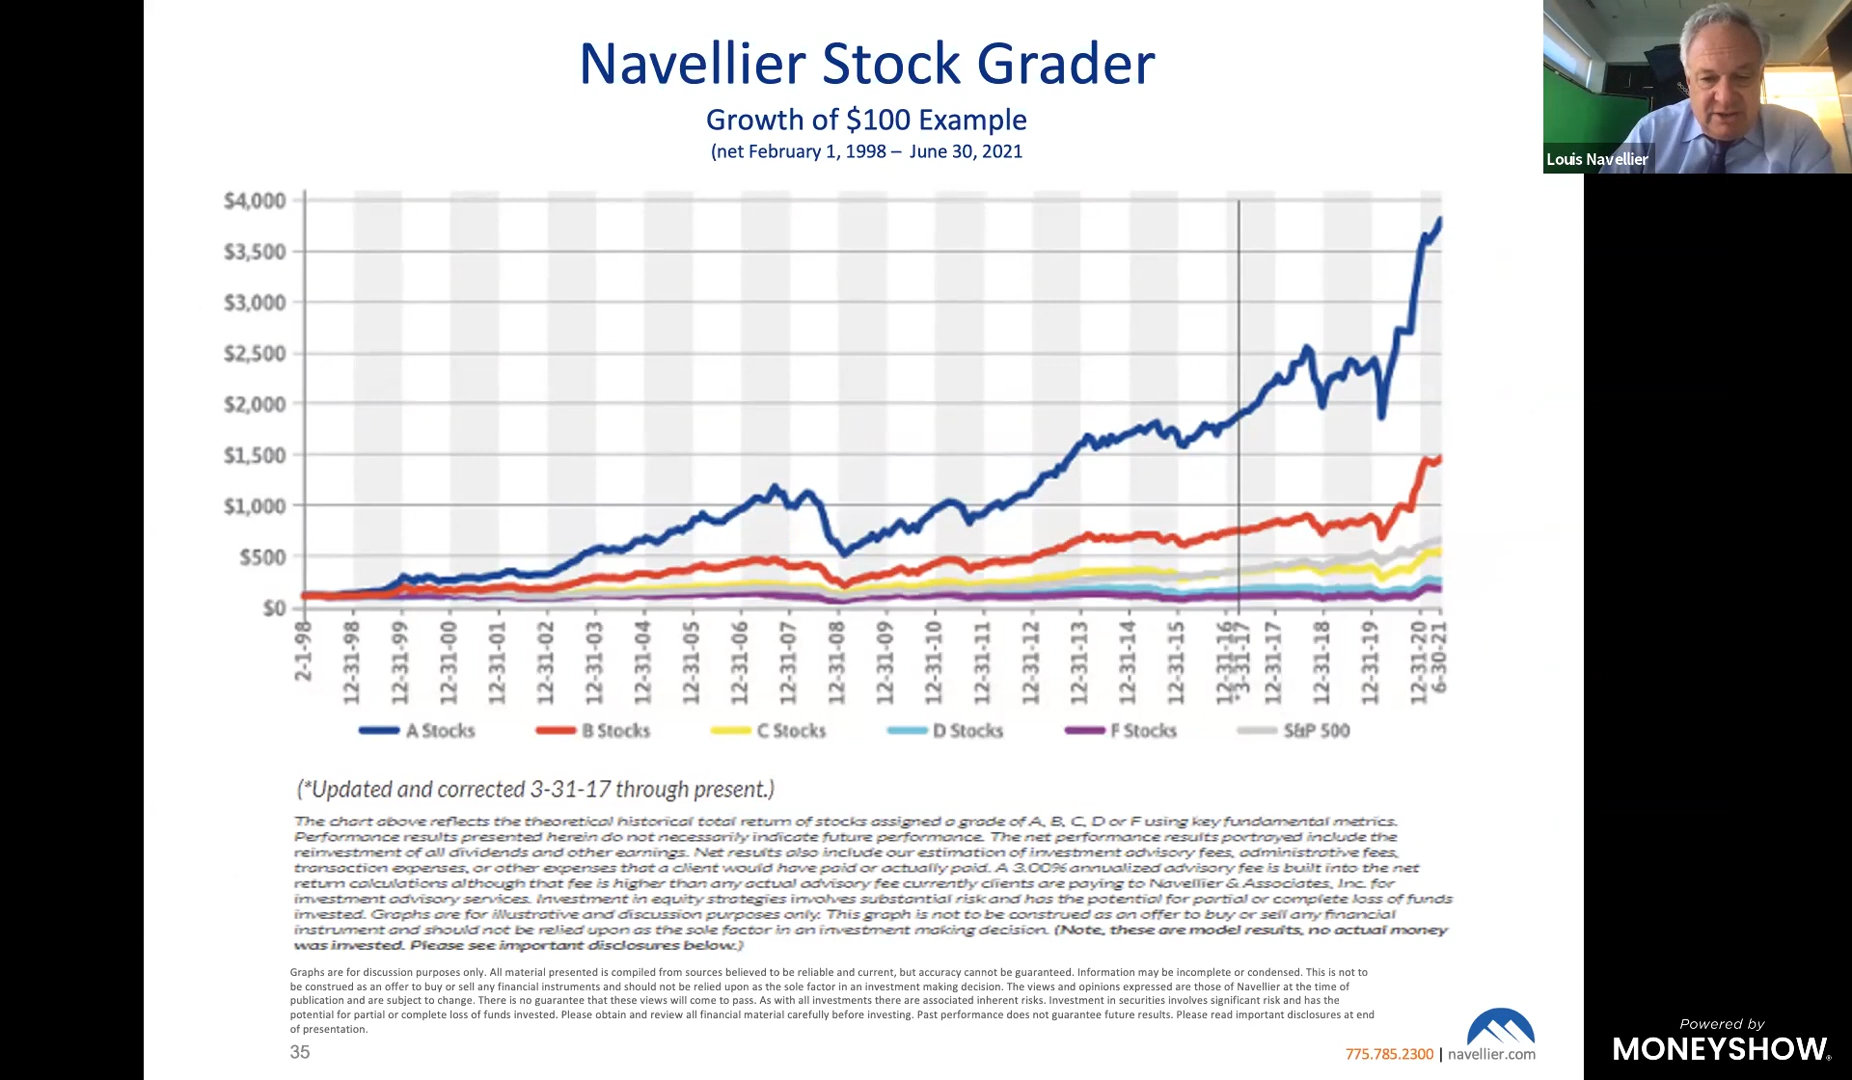 Navellier Stock Grader
Growth of $100 Example
(net February 1, 1998 – June 30, 2021
Louis Navellier
$4,000
$3,500
$3,000
$2,500
$2,000
$1,500
$1,000
$500
$0
2-1-98
12-31-98
12-31-99
12-31-00
12-31-01
12-31-02
12-31-03
12-31-04
12-31-05
12-31-06
12-31-07
12-31-08
12-31-09
12-31-10
12-31-11
12-31-12
12-31-13
12-31-14
12-31-15
12-31-16
*3-31-17
12-31-17
12-31-18
12-31-19
12-31-20
6-30-21
A Stocks
B Stocks
C Stocks
D Stocks
F Stocks
S&P 500
(*Updated and corrected 3-31-17 through present.)
The chart above reflects the theoretical historical total return of stocks assigned a grade of A, B, C, D or F using key fundamental metrics.
Performance results presented herein do not necessarily indicate future performance. The net performance results portrayed include the
reinvestment of all dividends and other earnings. Net results also include our estimation of investment advisory fees, administrative fees,
transaction expenses, or other expenses that a client would have paid or actually paid. A 3.00% annualized advisory fee is built into the net
return calculations although that fee is higher than any actual advisory fee currently clients are paying to Navellier & Associates, Inc. for
investment advisory services. Investment in equity strategies involves substantial risk and has the potential for partial or complete loss of funds
invested. Graphs are for illustrative and discussion purposes only. This graph is not to be construed as an offer to buy or sell any financial
instrument and should not be relied upon as the sole factor in an investment making decision. (Note, these are model results, no actual money
was invested. Please see important disclosures below.)
Graphs are for discussion purposes only. All material presented is compiled from sources believed to be reliable and current, but accuracy cannot be guaranteed. Information may be incomplete or condensed. This is not to
be construed as an offer to buy or sell any financial instruments and should not be relied upon as the sole factor in an investment making decision. The views and opinions expressed are those of Navellier at the time of
publication and are subject to change. There is no guarantee that these views will come to pass. As with all investments there are associated inherent risks. Investment in securities involves significant risk and has the
potential for partial or complete loss of funds invested. Please obtain and review all financial material carefully before investing. Past performance does not guarantee future results. Please read important disclosures at end
of presentation.
35
775.785.2300 | navellier.com
Powered by
MONEYSHOW®